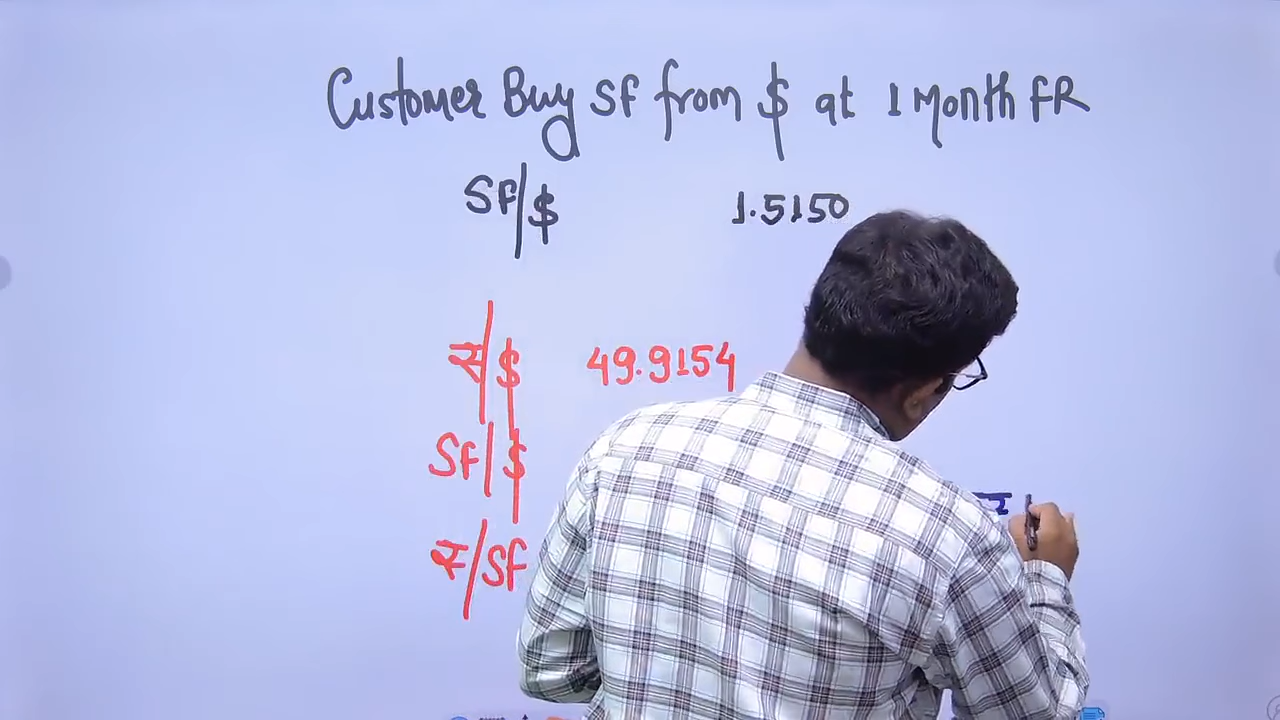 Customer Buy SF from $ at 1 Month FR
SF/$ 1.5150
₹/$ 49.9154
SF/$
₹/SF